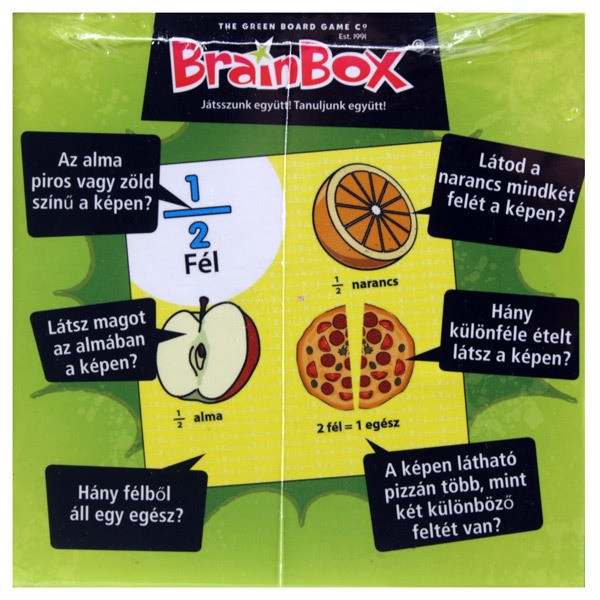 THE GREEN BOARD GAME Cº
Est. 1991
BrainBox®
Játsszunk együtt! Tanuljunk együtt!
Az alma
piros vagy zöld
színű a képen?
1
2
Fél
Látod a
narancs mindkét
felét a képen?
1/2 narancs
Látsz magot
az almában
a képen?
1/2 alma
Hány
különféle ételt
látsz a képen?
2 fél = 1 egész
Hány félből
áll egy egész?
A képen látható
pizzán több, mint
két különböző
feltét van?